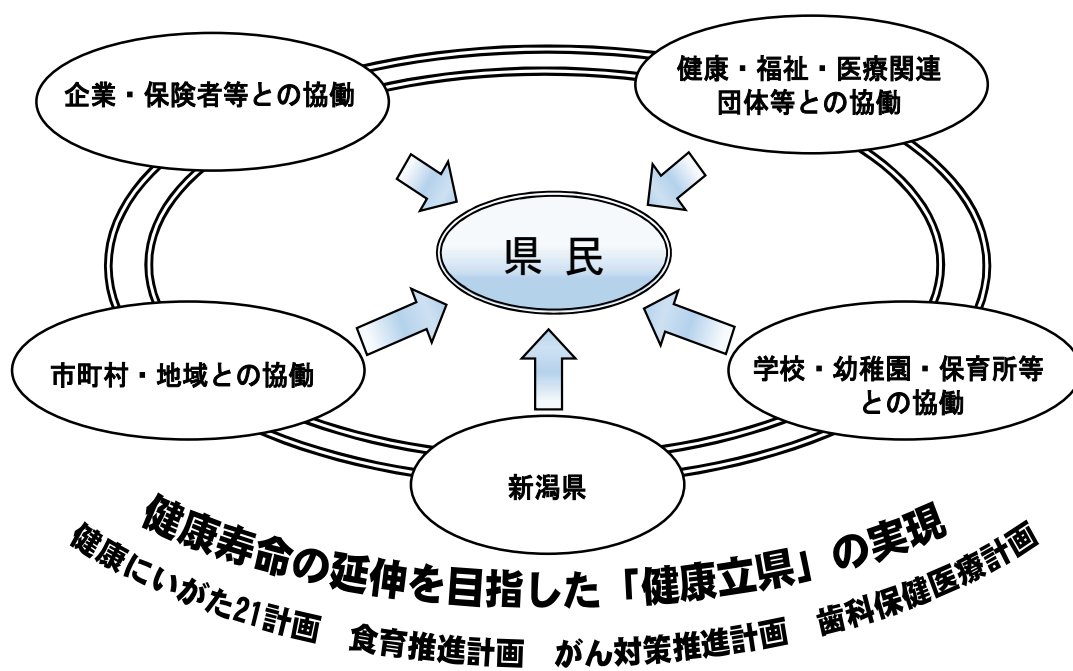 企業・保険者等との協働
健康・福祉・医療関連
団体等との協働
県民
市町村・地域との協働
学校・幼稚園・保育所等
との協働
新潟県
健康寿命の延伸を目指した「健康立県」の実現
健康にいがた21計画　食育推進計画　がん対策推進計画　歯科保健医療計画